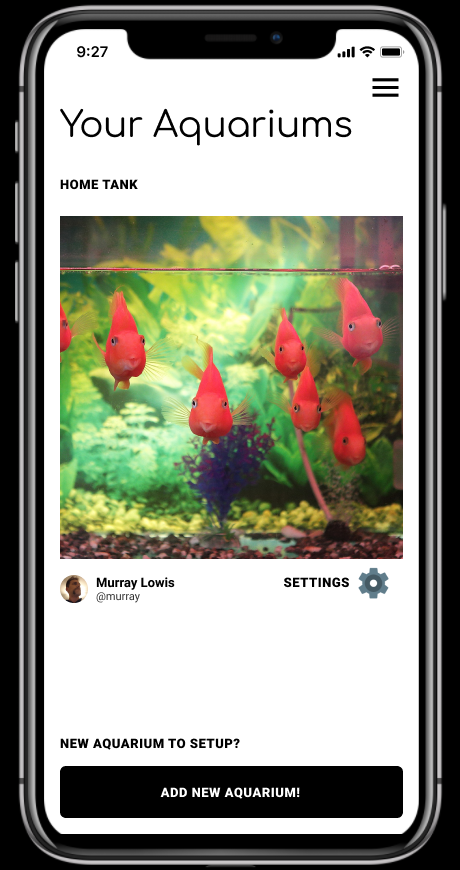 9:27
Your Aquariums
HOME TANK
Murray Lowis
@murray
SETTINGS
NEW AQUARIUM TO SETUP?
ADD NEW AQUARIUM!